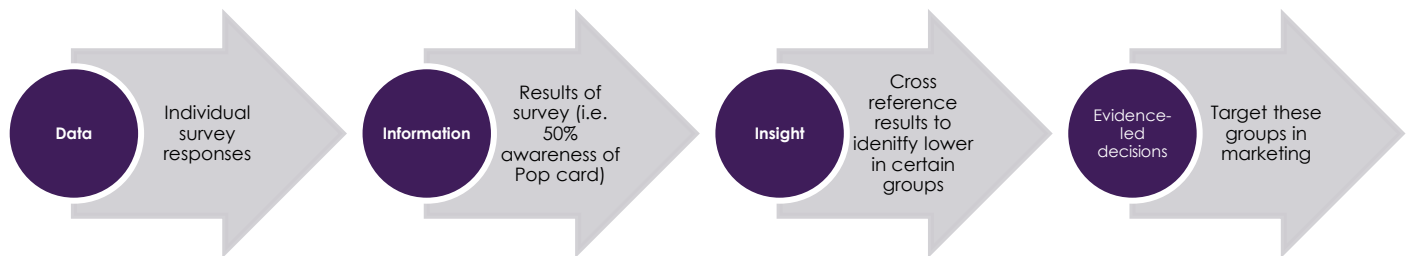 Data
Individual
survey
responses
Information
Results of
survey (i.e.
50%
awareness of
Pop card)
Insight
Cross
reference
results to
idenitfy lower
in certain
groups
Evidence-
led
decisions
Target these
groups in
marketing